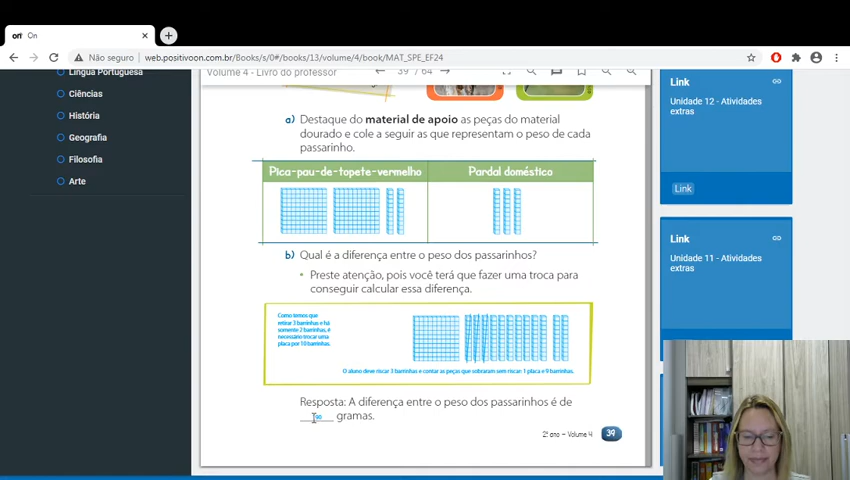 On
Não seguro
web.positivoon.com.br/Books/s/0#/books/13/volume/4/book/MAT_SPE_EF24
Língua Portuguesa
Ciências
História
Geografia
Filosofia
Arte
Volume 4 - Livro do professor
39 / 64
a) Destaque do material de apoio as peças do material
dourado e cole a seguir as que representam o peso de cada
passarinho.
Pica-pau-de-topete-vermelho
Pardal doméstico
b) Qual é a diferença entre o peso dos passarinhos?
• Preste atenção, pois você terá que fazer uma troca para
conseguir calcular essa diferença.
Como temos que
retirar 3 barrinhas e há
somente 2 barrinhas, é
necessário trocar uma
placa por 10 barrinhas.
O aluno deve riscar 3 barrinhas e contar as peças que sobraram sem riscar: 1 placa e 9 barrinhas.
Resposta: A diferença entre o peso dos passarinhos é de
gramas.
2º ano – Volume 4
39
Link
Unidade 12 - Atividades
extras
Link
Link
Unidade 11 - Atividades
extras